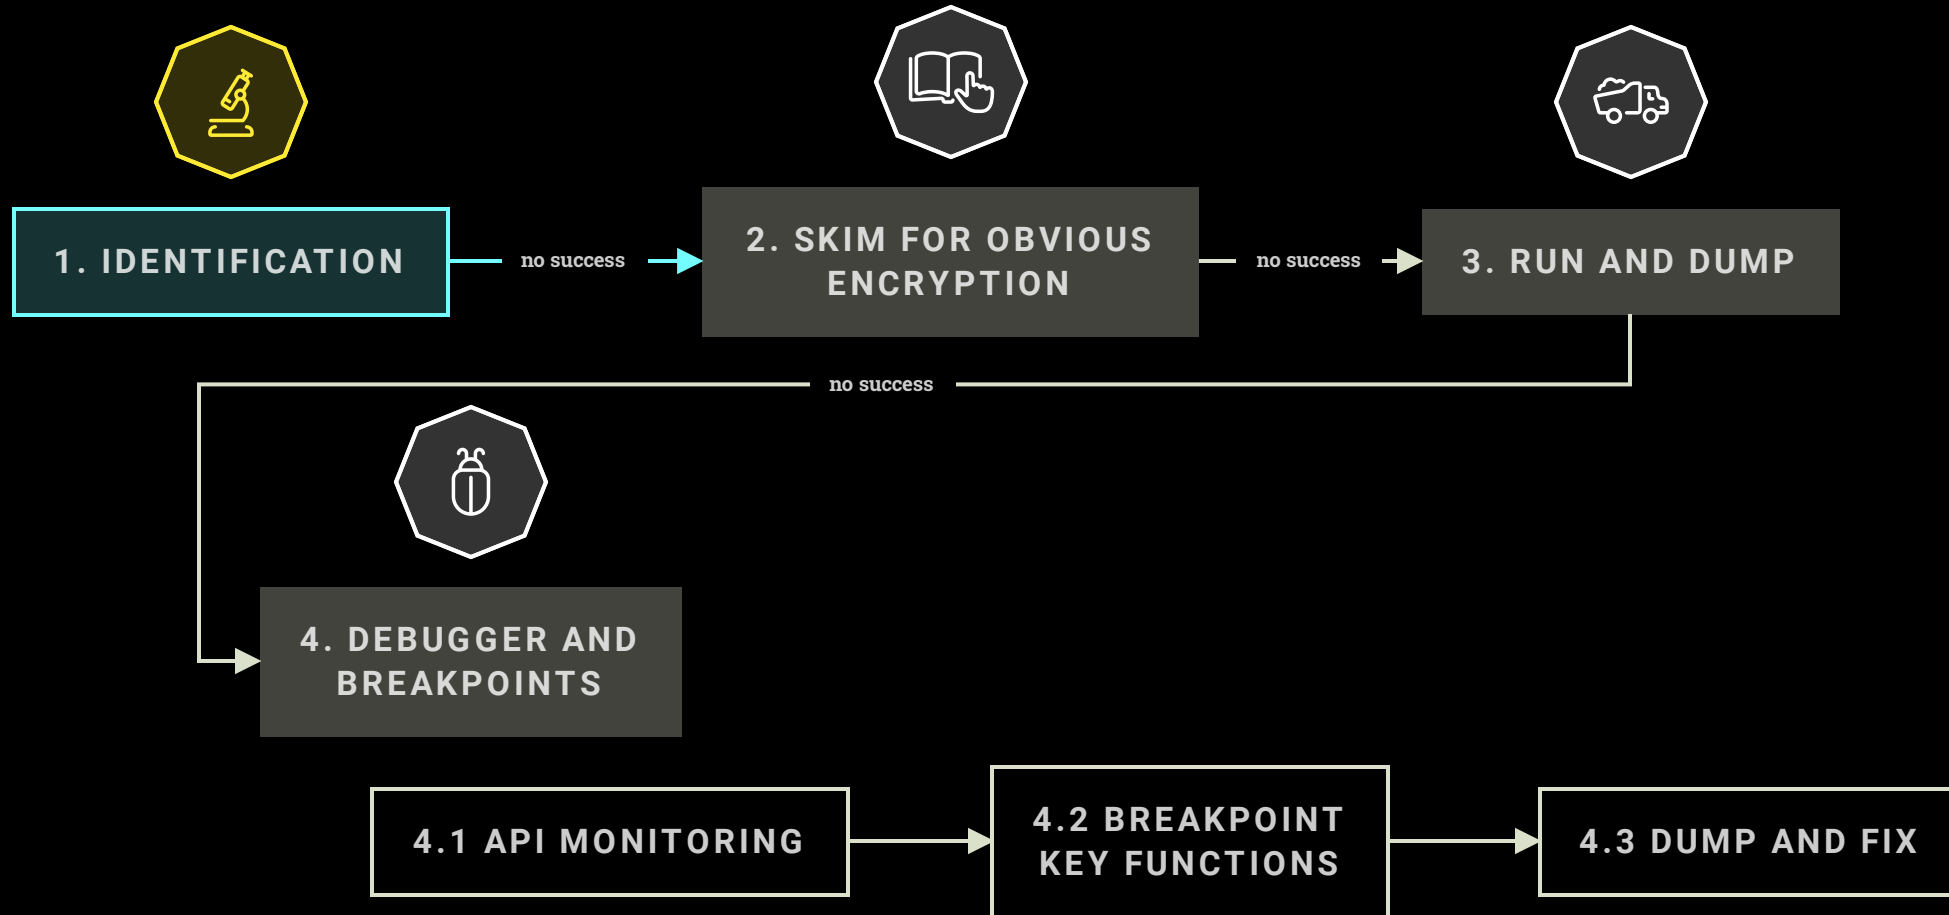 1. IDENTIFICATION
no success
2. SKIM FOR OBVIOUS
ENCRYPTION
no success
3. RUN AND DUMP
no success
4. DEBUGGER AND
BREAKPOINTS
4.1 API MONITORING
4.2 BREAKPOINT
KEY FUNCTIONS
4.3 DUMP AND FIX